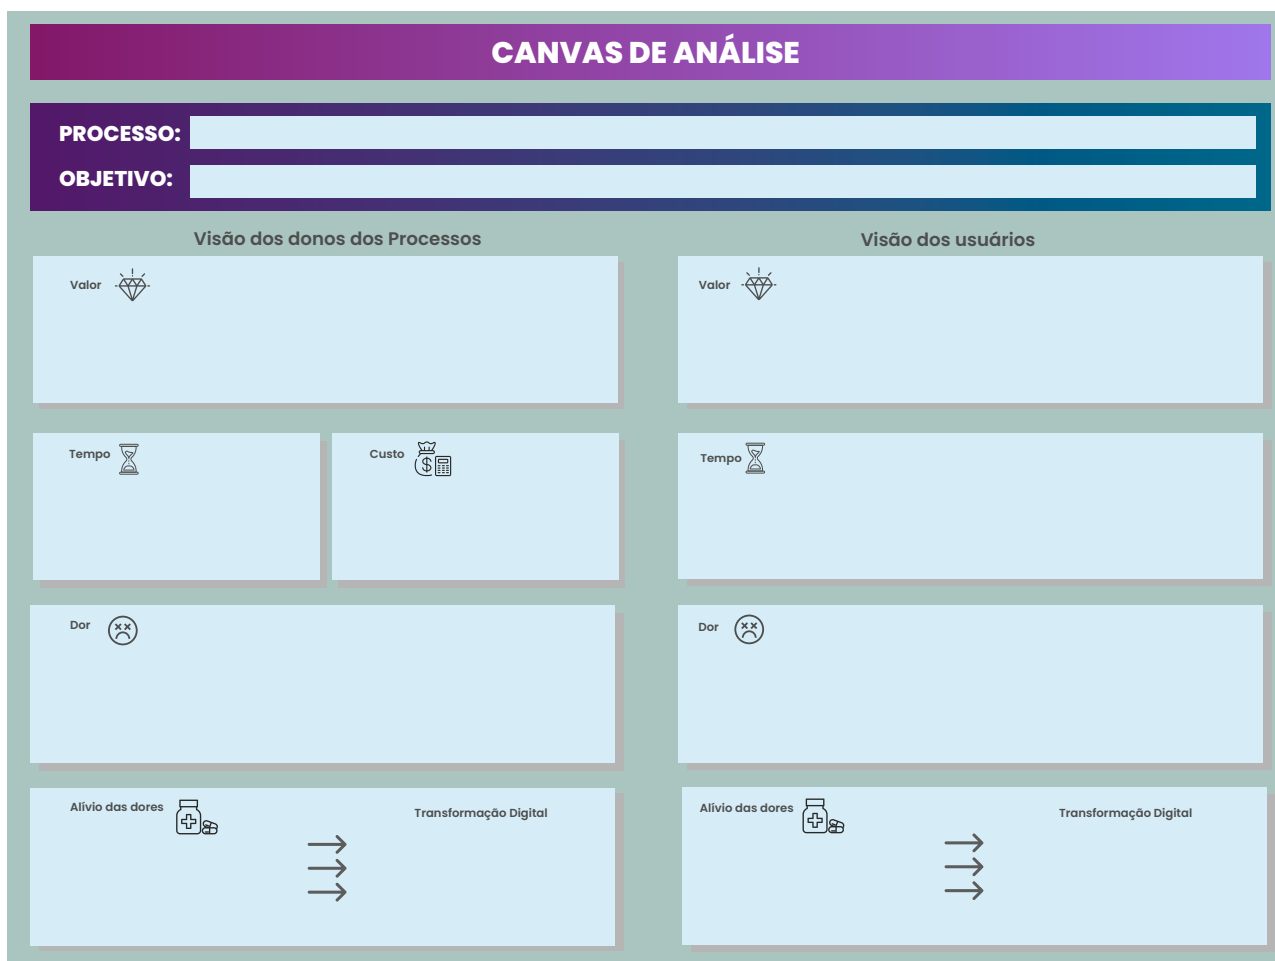 CANVAS DE ANÁLISE
PROCESSO:
OBJETIVO:
Visão dos donos dos Processos
Valor
Tempo
Custo
Dor
Alívio das dores
Transformação Digital
Visão dos usuários
Valor
Tempo
Dor
Alívio das dores
Transformação Digital